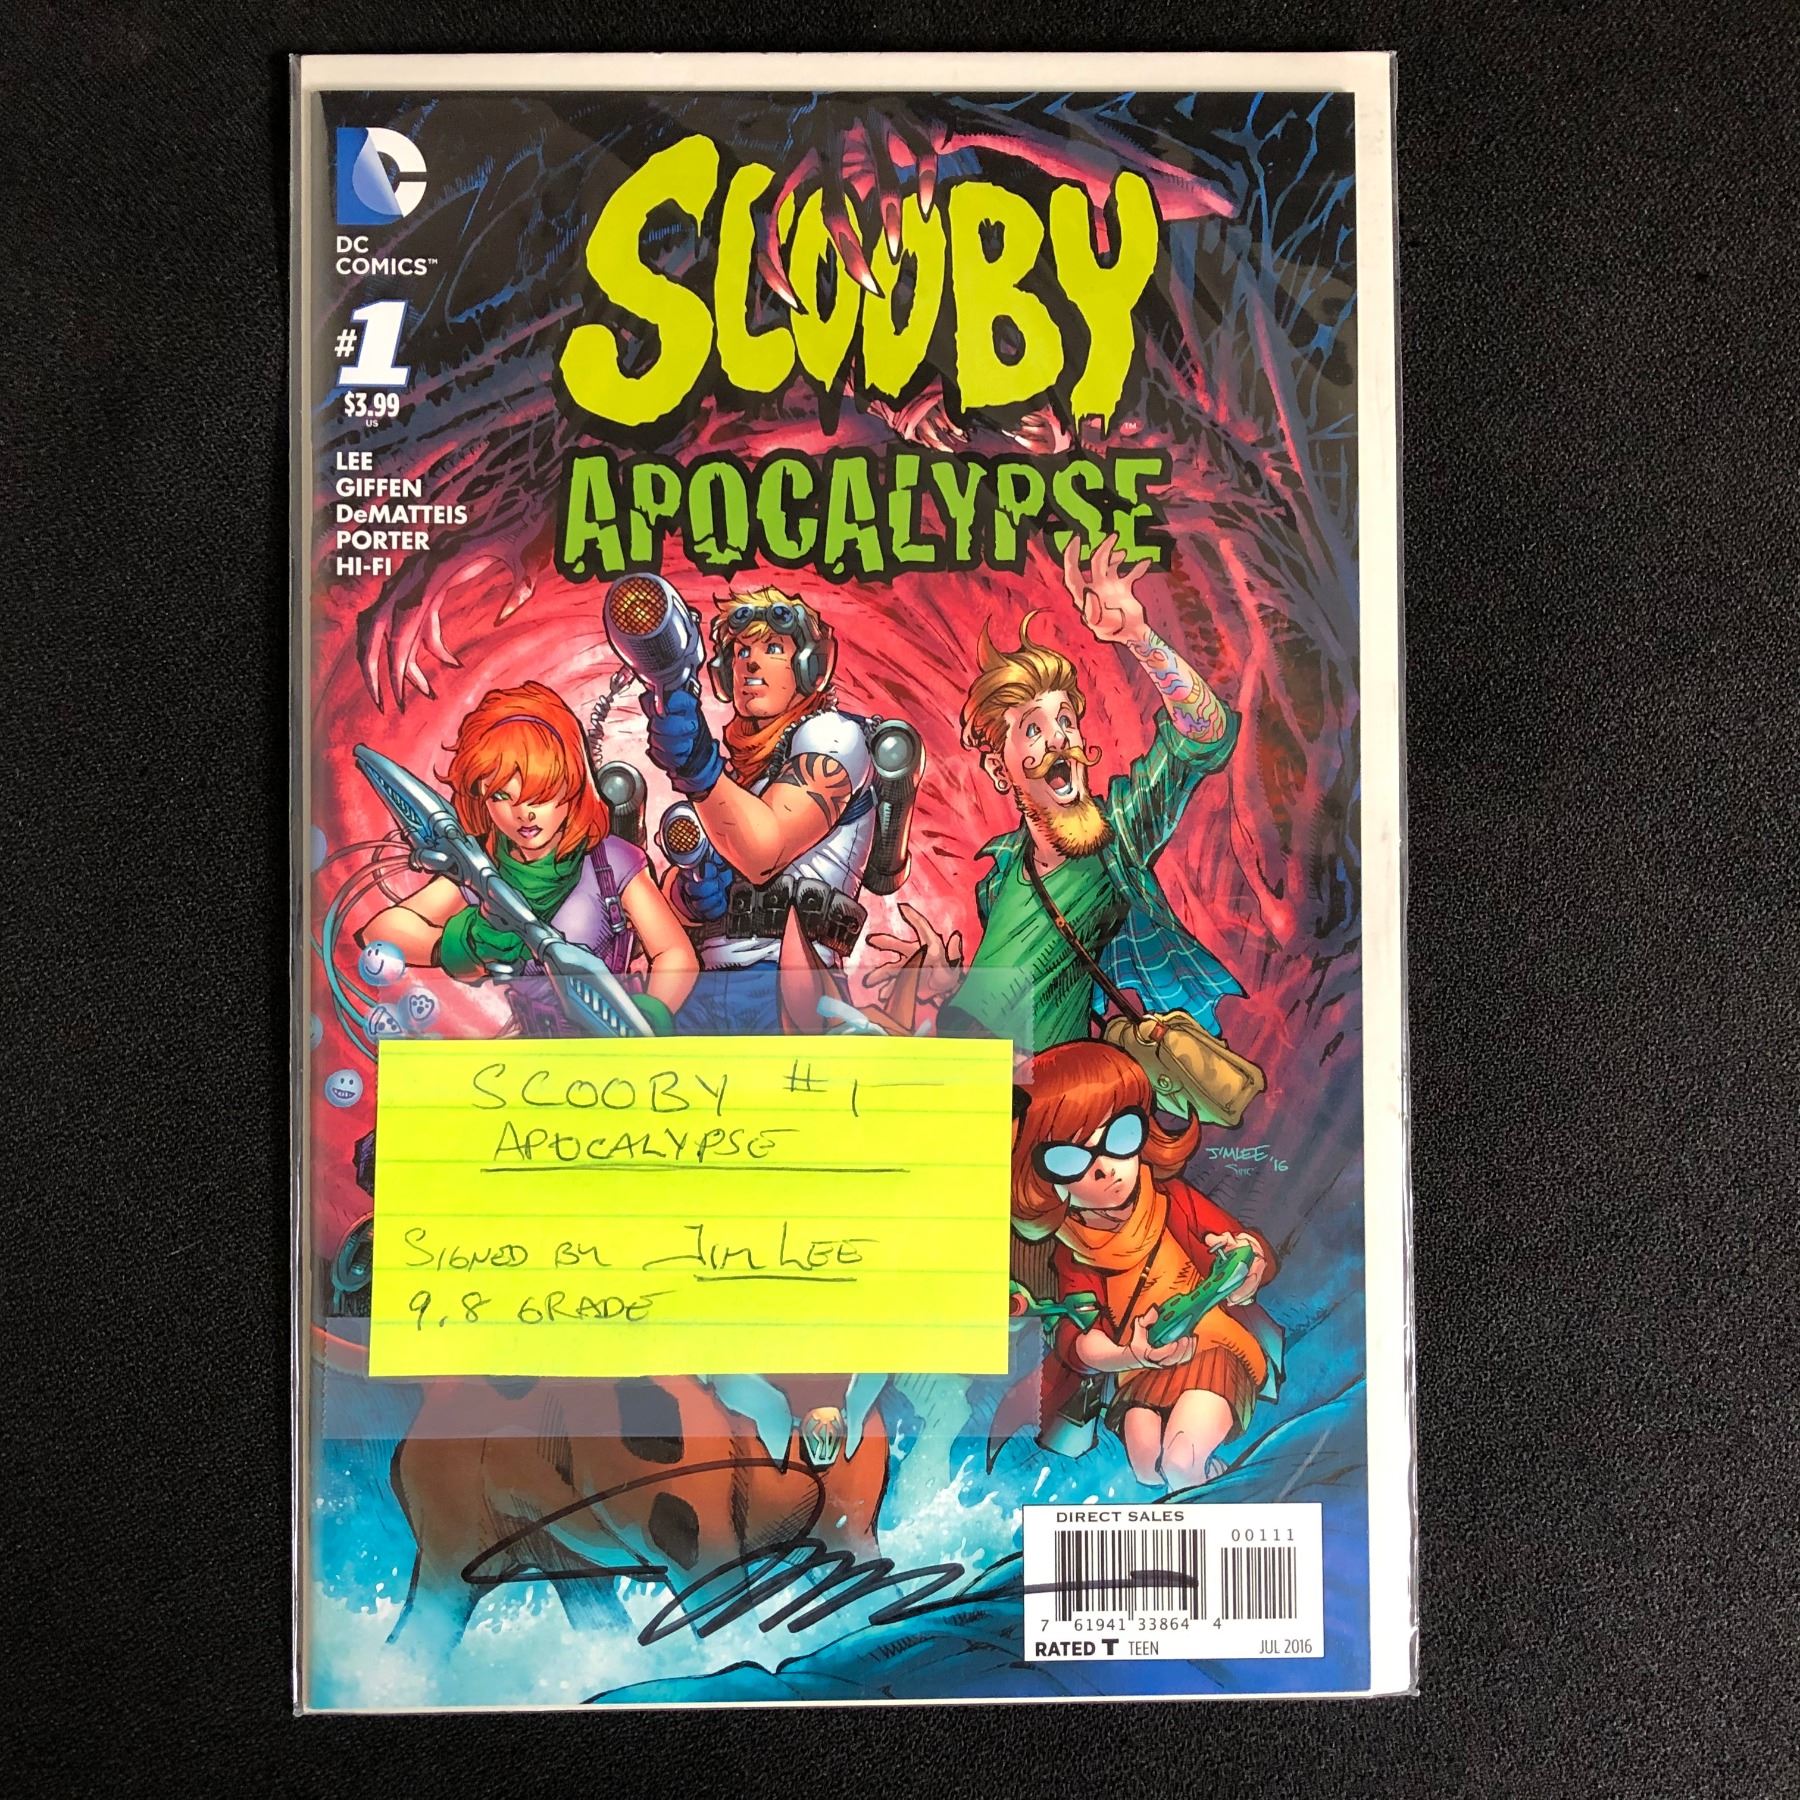 DC
COMICS™
#1
$3.99
US
LEE
GIFFEN
DeMATTEIS
PORTER
HI-FI
SCOOBY
APOCALYPSE
TM
SCOOBY #1
APOCALYPSE
SIGNED BY JIM LEE
9.8 GRADE
JIMLEE '16
DIRECT SALES
00111
7 61941 33864 4
RATED T TEEN
JUL 2016